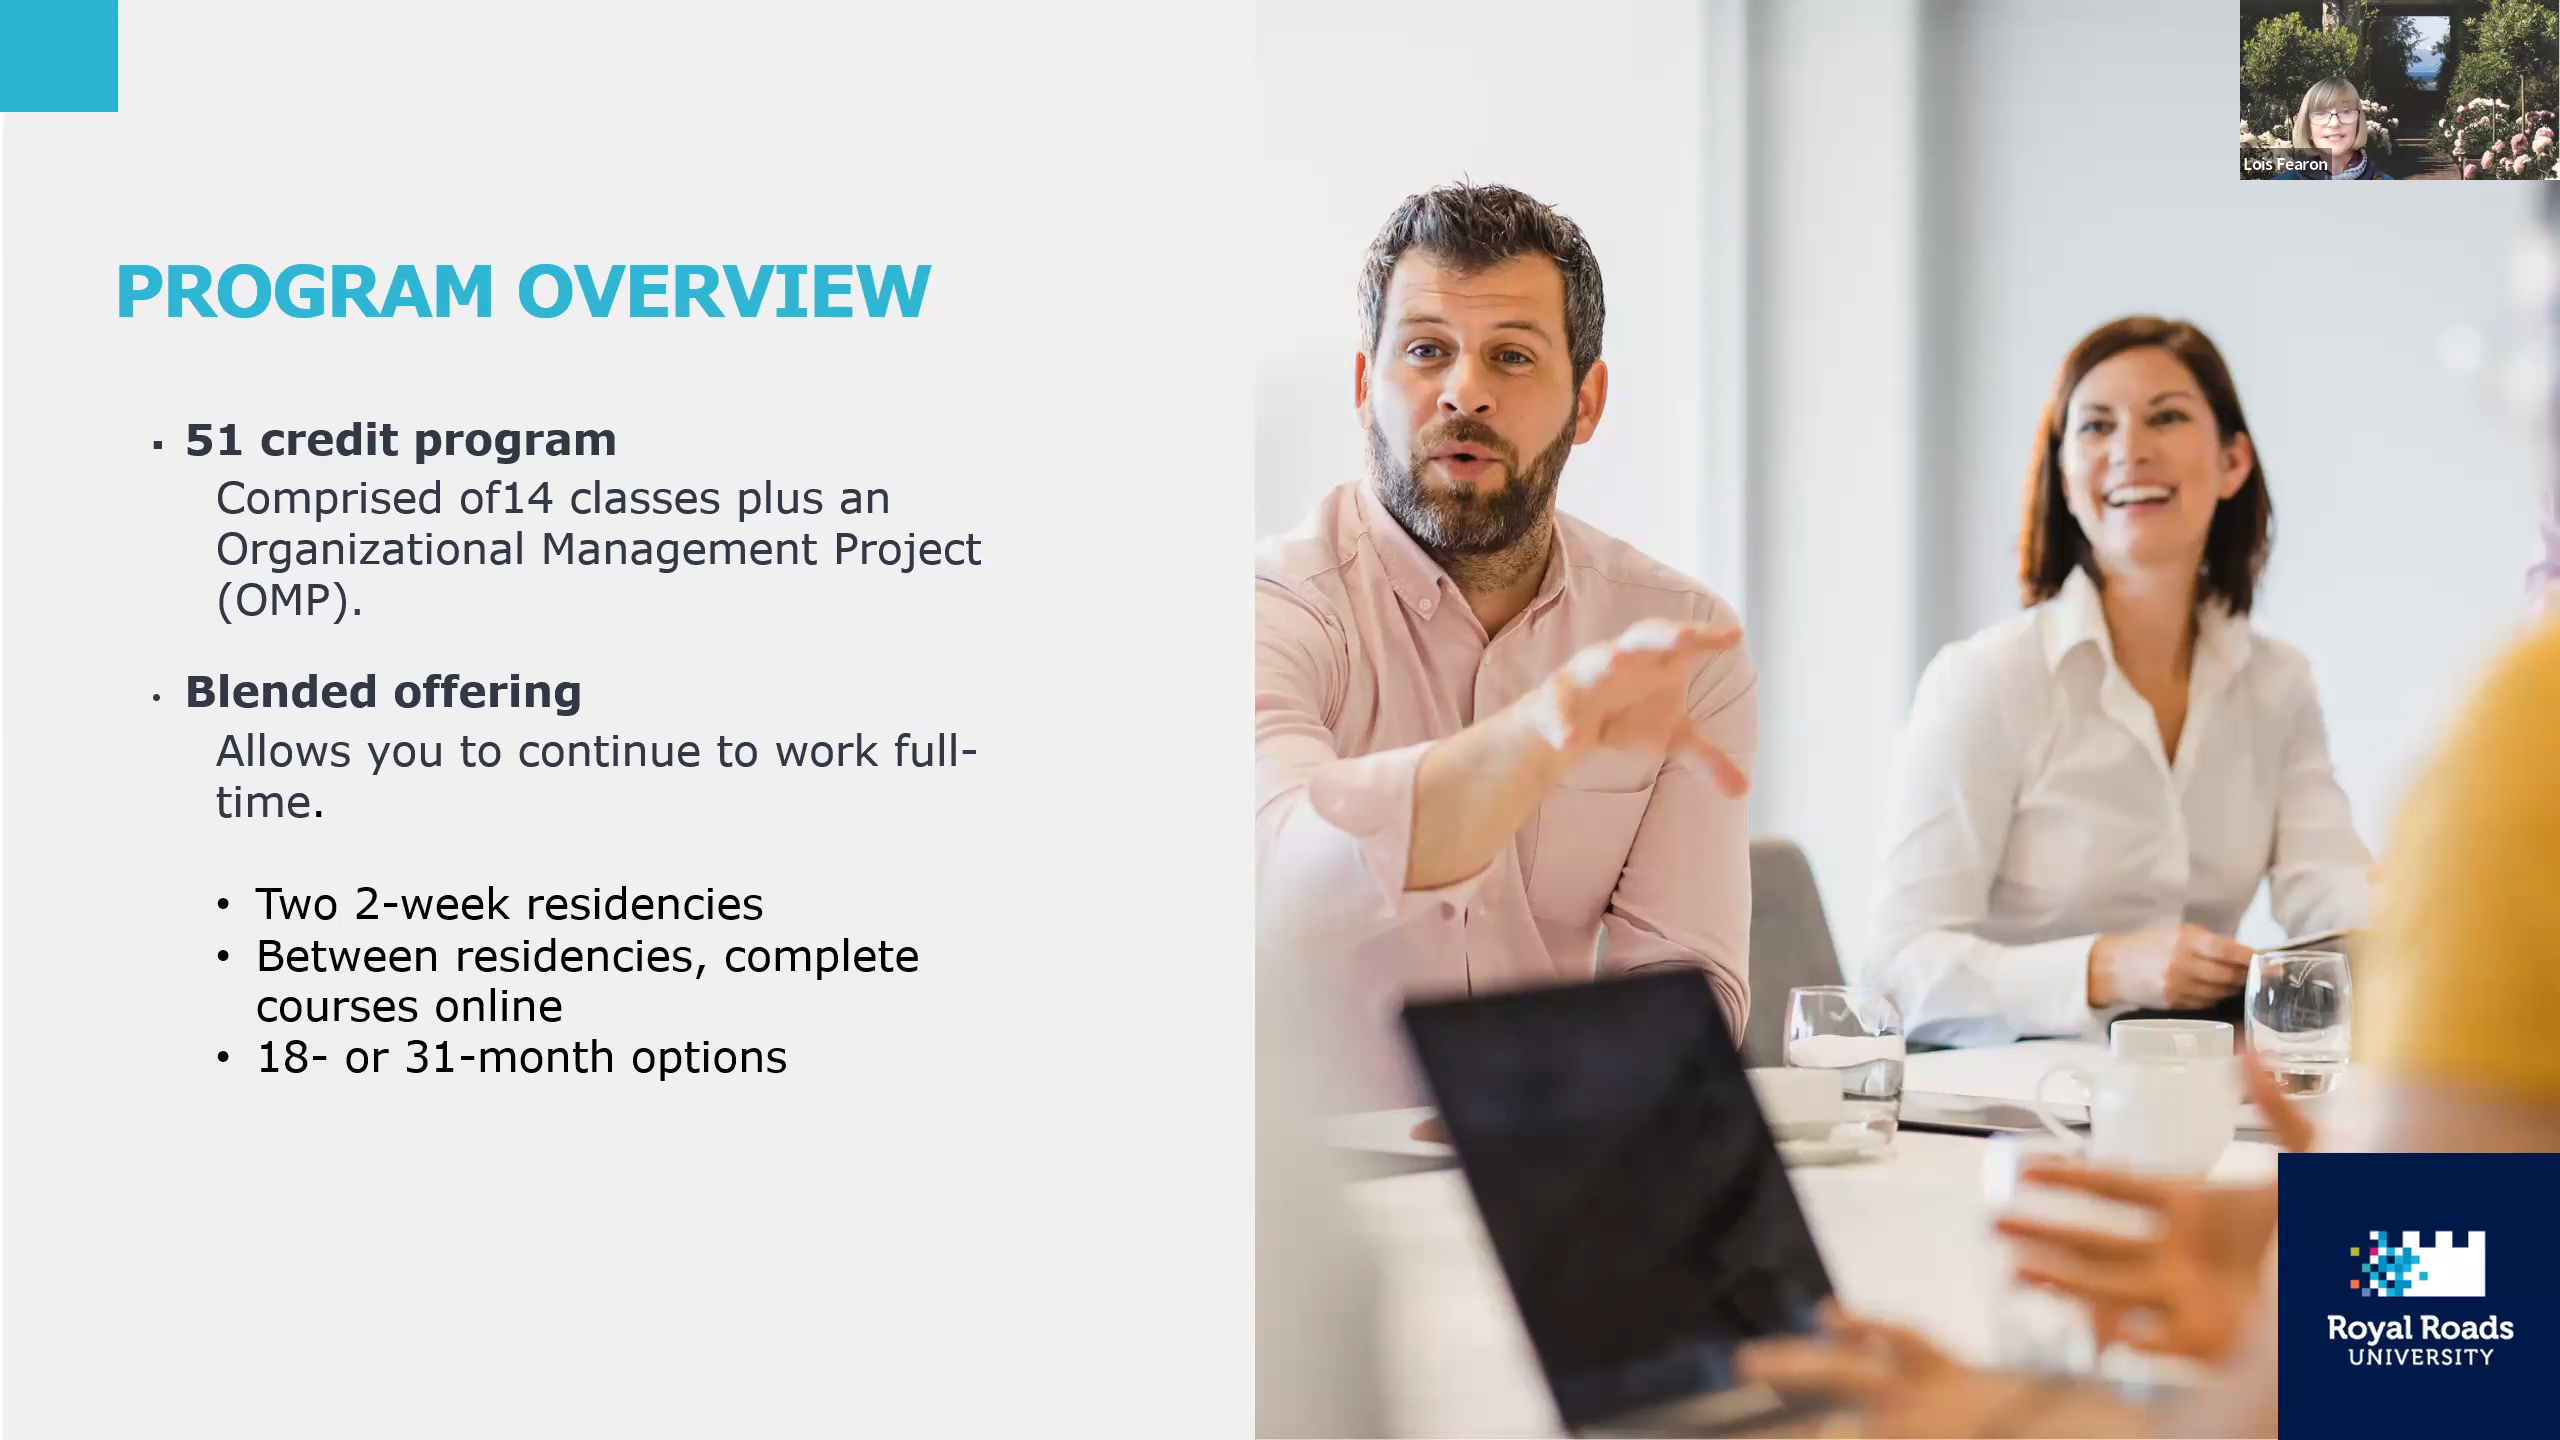 Lois Fearon
PROGRAM OVERVIEW
▪ 51 credit program
Comprised of14 classes plus an
Organizational Management Project
(OMP).
• Blended offering
Allows you to continue to work full-
time.
• Two 2-week residencies
• Between residencies, complete
courses online
• 18- or 31-month options
Royal Roads
UNIVERSITY